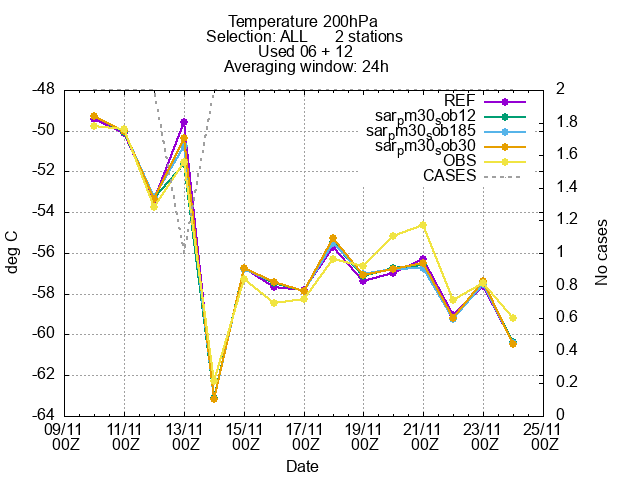 Temperature 200hPa
Selection: ALL 2 stations
Used 06 + 12
Averaging window: 24h
REF
sar_pm30_sob12
sar_pm30_sob185
sar_pm30_sob30
OBS
CASES
-48
-50
-52
-54
-56
-58
-60
-62
-64
deg C
2
1.8
1.6
1.4
1.2
1
0.8
0.6
0.4
0.2
0
No cases
09/11 11/11 13/11 15/11 17/11 19/11 21/11 23/11 25/11
00Z 00Z 00Z 00Z 00Z 00Z 00Z 00Z 00Z
Date